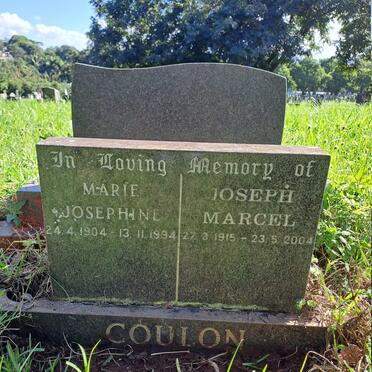 In Loving Memory of
MARIE JOSEPH
JOSEPHINE MARCEL
24.4.1904 - 13.11.1994 27.3.1915 - 23.5.2004
COULON